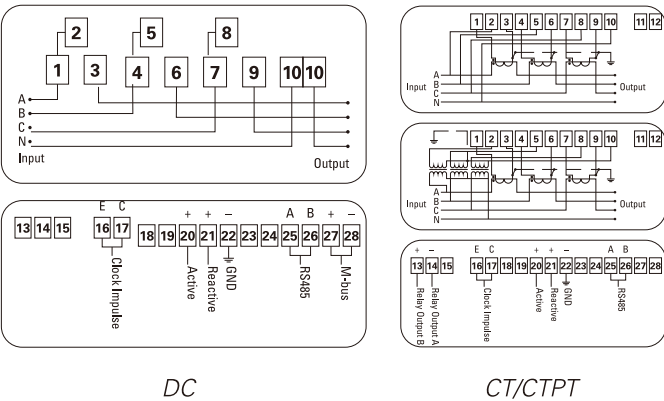 2 5 8
1 3 4 6 7 9 10 10
A
B
C
N
Input Output
E C + + − A B + −
13 14 15 16 17 18 19 20 21 22 23 24 25 26 27 28
Clock Impulse
Active
Reactive
GND
RS485
M-bus
DC
1 2 3 4 5 6 7 8 9 10 11 12
A
B
C
N
Input Output
1 2 3 4 5 6 7 8 9 10 11 12
A
B
C
N
Input Output
+ − E C + + − A B
13 14 15 16 17 18 19 20 21 22 23 24 25 26 27 28
Relay Output B
Relay Output A
Clock Impulse
Active
Reactive
GND
RS485
CT/CTPT